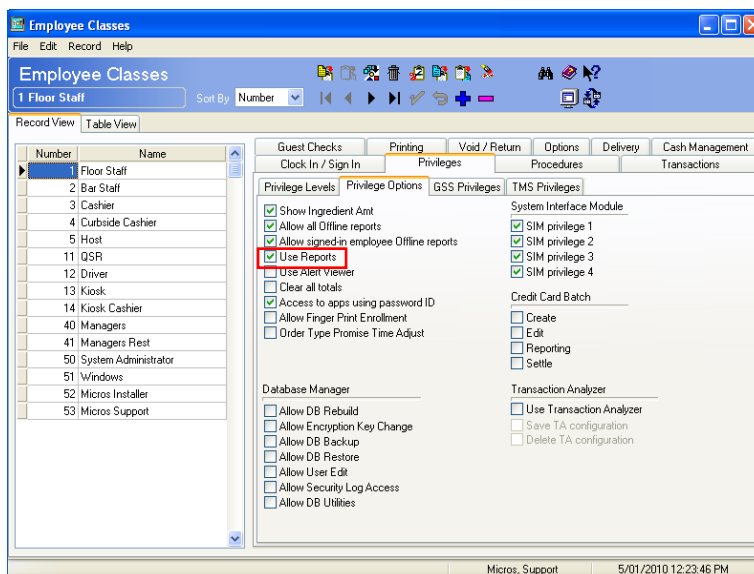 Employee Classes
File Edit Record Help
Employee Classes
1 Floor Staff
Sort By Number
Record View Table View
Number Name
1 Floor Staff
2 Bar Staff
3 Cashier
4 Curbside Cashier
5 Host
11 QSR
12 Driver
13 Kiosk
14 Kiosk Cashier
40 Managers
41 Managers Rest
50 System Administrator
51 Windows
52 Micros Installer
53 Micros Support
Guest Checks Printing Void / Return Options Delivery Cash Management
Clock In / Sign In Privileges Procedures Transactions
Privilege Levels Privilege Options GSS Privileges TMS Privileges
Show Ingredient Amt
Allow all Offline reports
Allow signed-in employee Offline reports
Use Reports
Use Alert Viewer
Clear all totals
Access to apps using password ID
Allow Finger Print Enrollment
Order Type Promise Time Adjust
System Interface Module
SIM privilege 1
SIM privilege 2
SIM privilege 3
SIM privilege 4
Credit Card Batch
Create
Edit
Reporting
Settle
Database Manager
Allow DB Rebuild
Allow Encryption Key Change
Allow DB Backup
Allow DB Restore
Allow User Edit
Allow Security Log Access
Allow DB Utilities
Transaction Analyzer
Use Transaction Analyzer
Save TA configuration
Delete TA configuration
Micros, Support 5/01/2010 12:23:46 PM